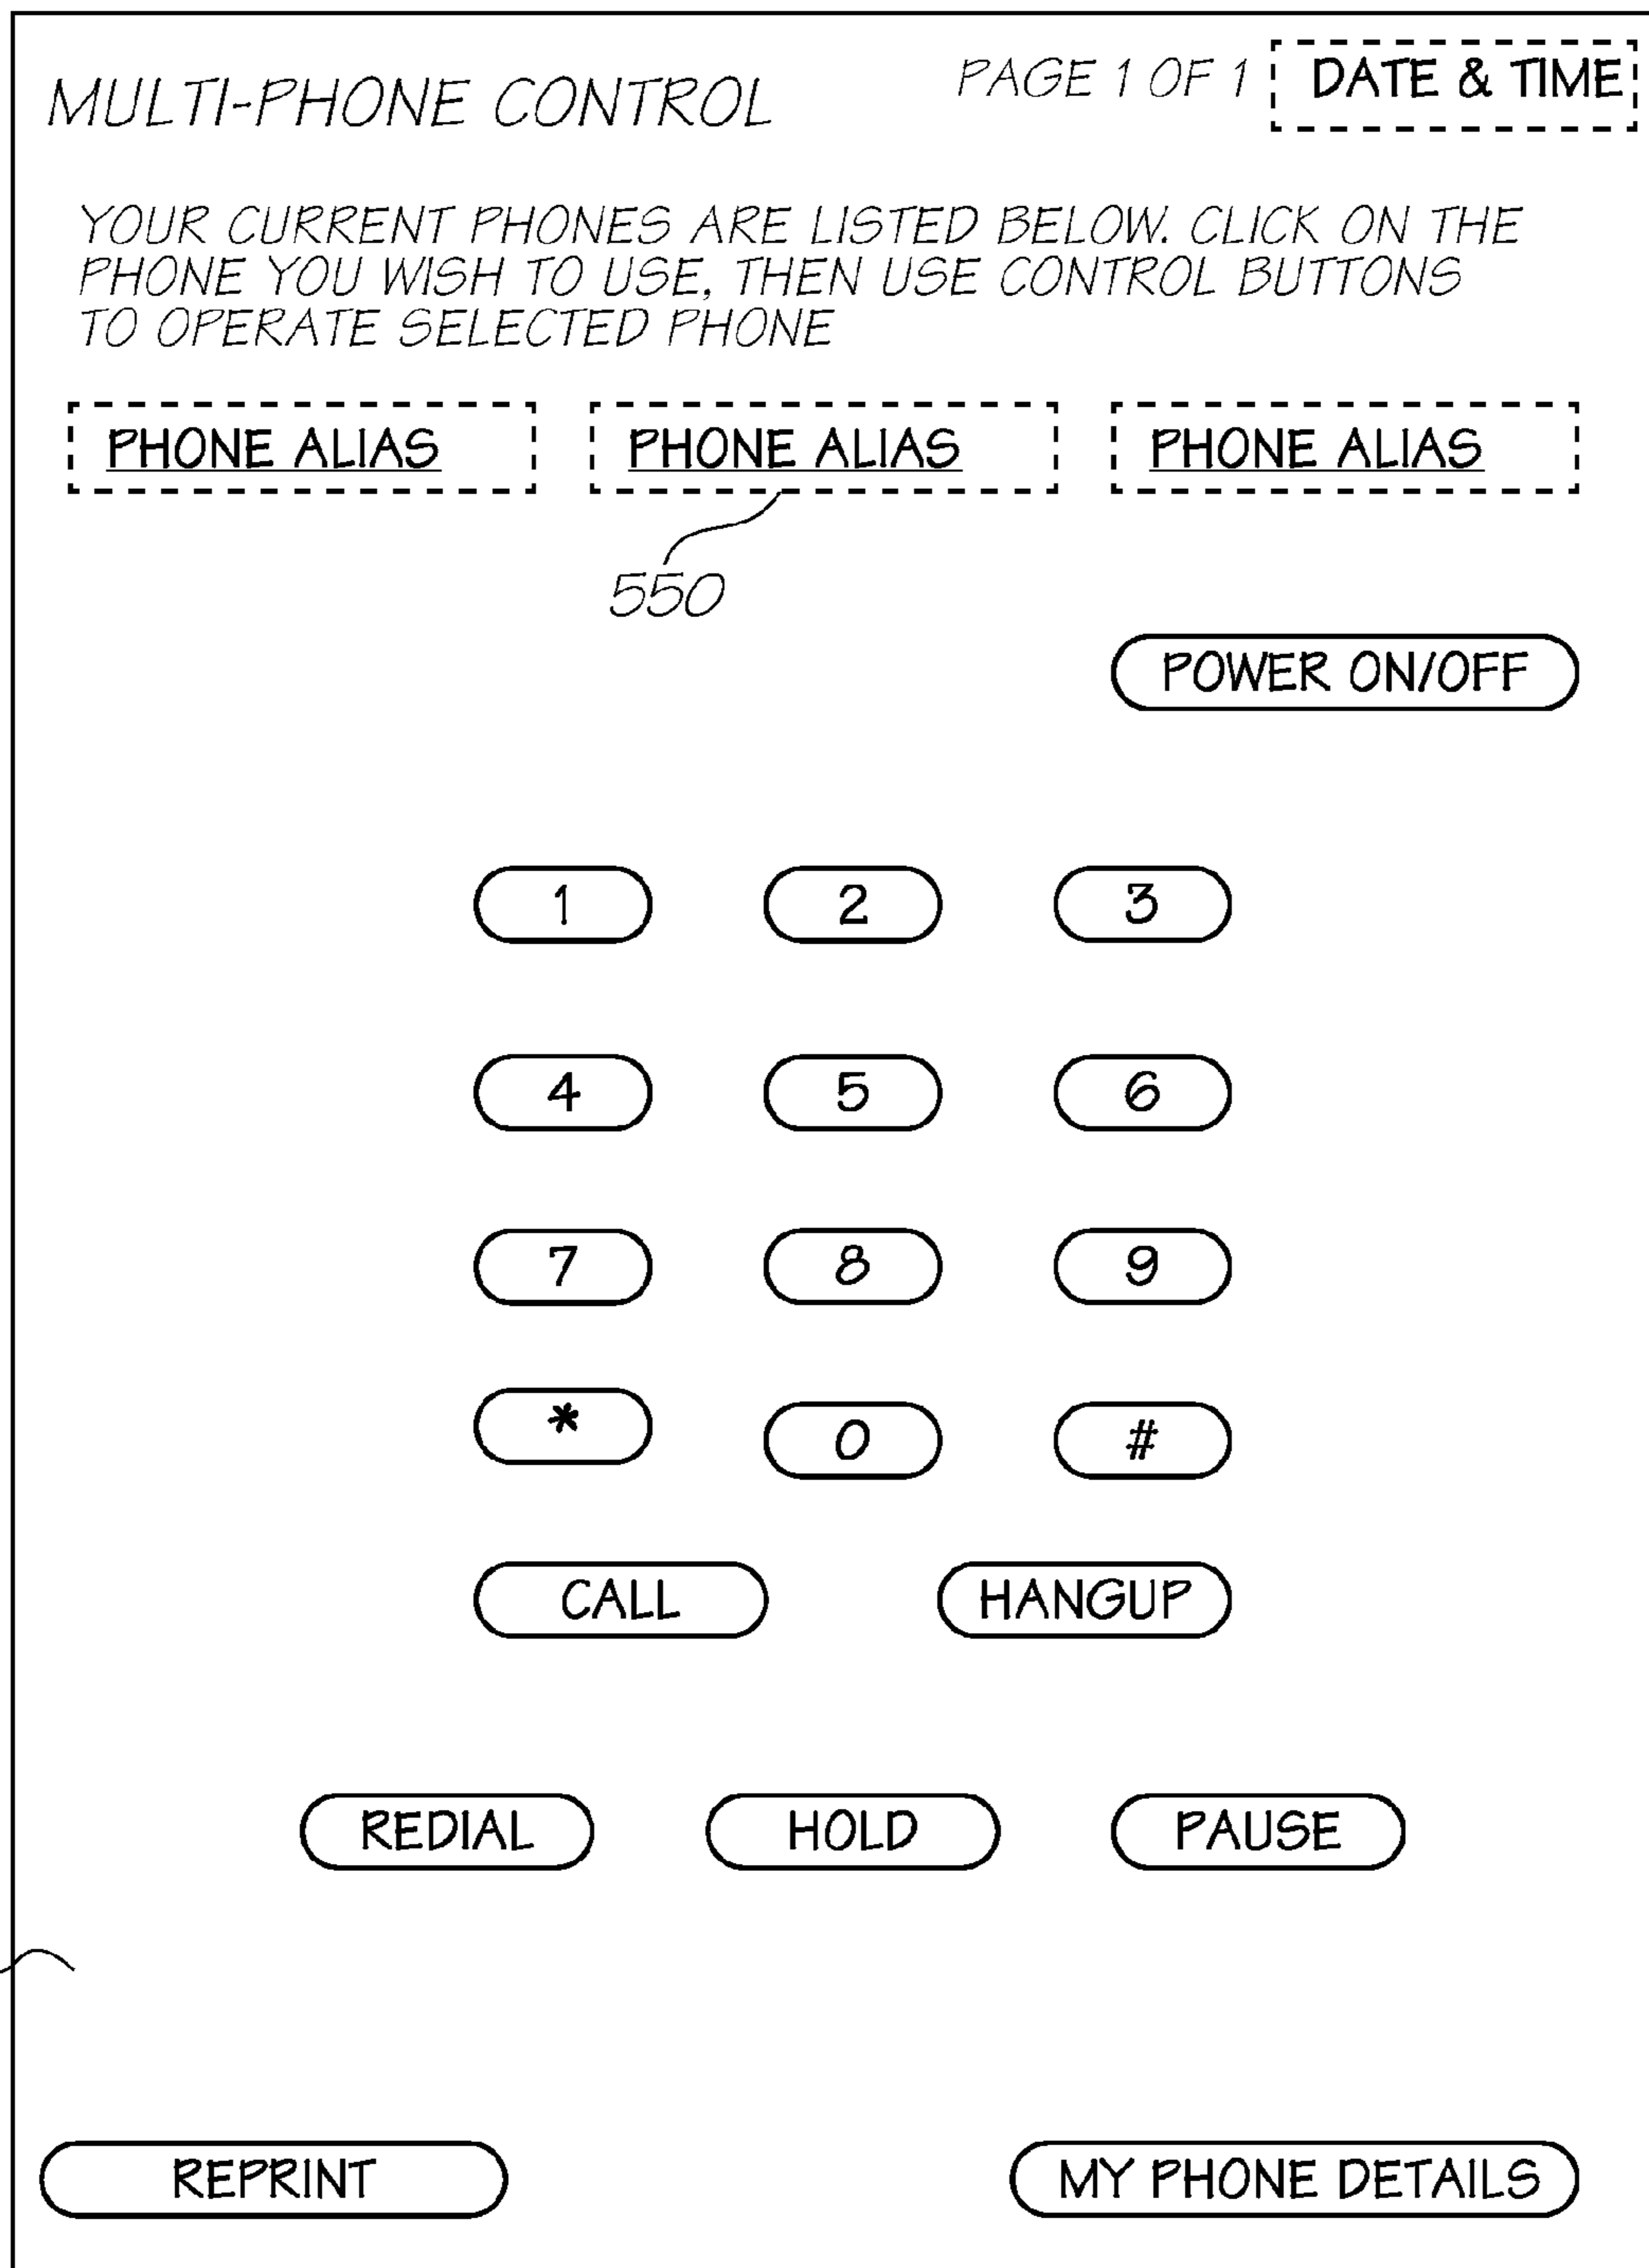 MULTI-PHONE CONTROL
PAGE 1 OF 1
DATE & TIME
YOUR CURRENT PHONES ARE LISTED BELOW. CLICK ON THE
PHONE YOU WISH TO USE, THEN USE CONTROL BUTTONS
TO OPERATE SELECTED PHONE
PHONE ALIAS PHONE ALIAS PHONE ALIAS
550
POWER ON/OFF
1 2 3
4 5 6
7 8 9
* 0 #
CALL HANGUP
REDIAL HOLD PAUSE
REPRINT MY PHONE DETAILS